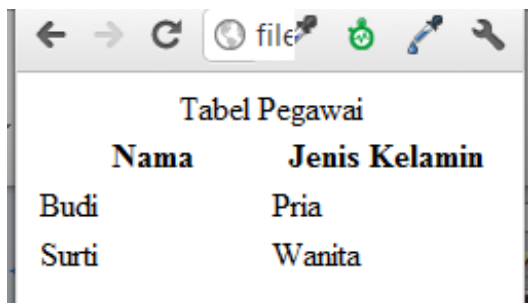 file
Tabel Pegawai
Nama Jenis Kelamin
Budi Pria
Surti Wanita